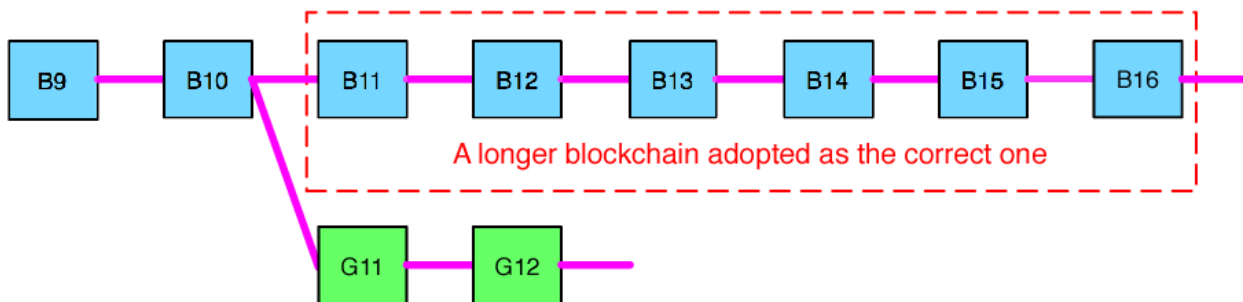 B9 B10 B11 B12 B13 B14 B15 B16
A longer blockchain adopted as the correct one
G11 G12